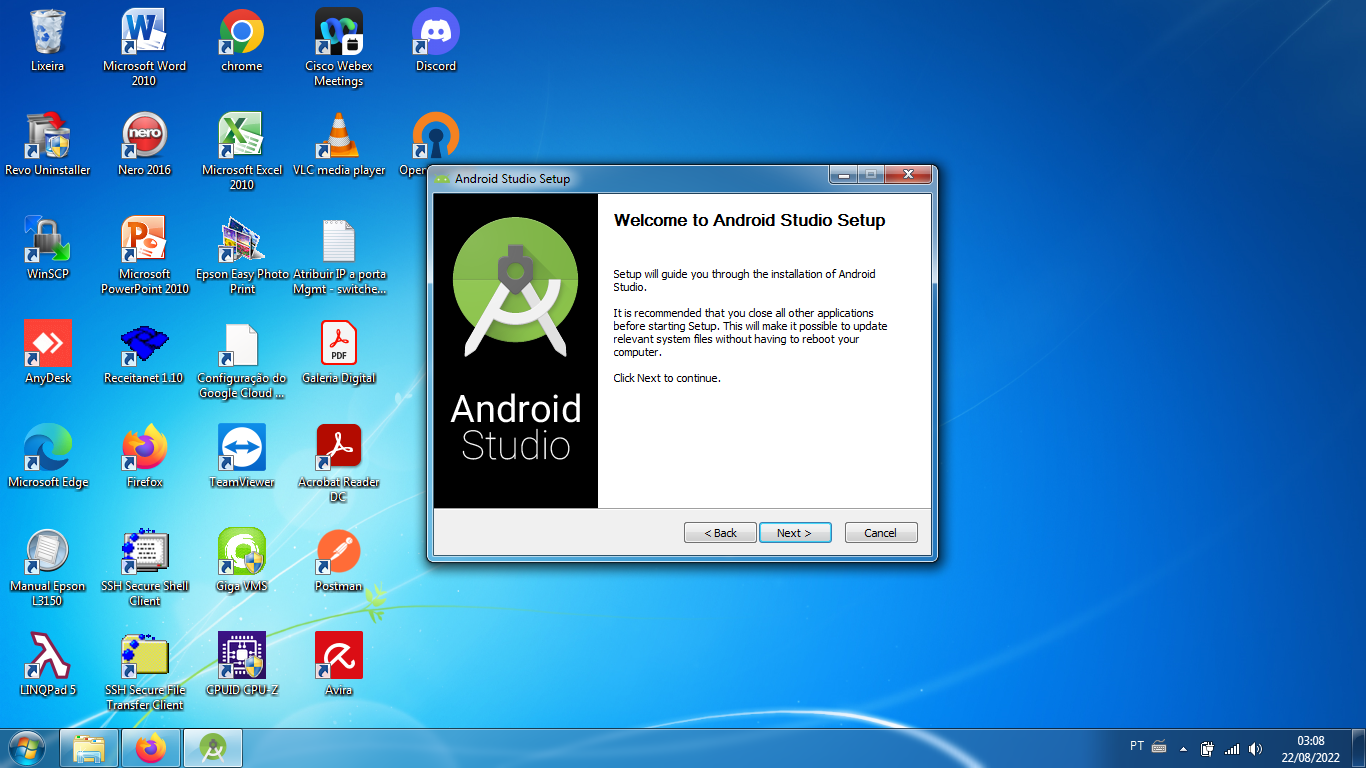 Lixeira
Microsoft Word
2010
chrome
Cisco Webex
Meetings
Discord
Revo Uninstaller
nero
Nero 2016
Microsoft Excel
2010
VLC media player
WinSCP
Microsoft
PowerPoint 2010
Epson Easy Photo
Print
Atribuir IP a porta
Mgmt - switche...
AnyDesk
Receitanet 1.10
Configuração do
Google Cloud ...
PDF
Galeria Digital
Microsoft Edge
Firefox
TeamViewer
Acrobat Reader
DC
Manual Epson
L3150
SSH Secure Shell
Client
Giga VMS
Postman
LINQPad 5
SSH Secure File
Transfer Client
CPUID CPU-Z
Avira
Android Studio Setup
Android
Studio
Welcome to Android Studio Setup
Setup will guide you through the installation of Android
Studio.
It is recommended that you close all other applications
before starting Setup. This will make it possible to update
relevant system files without having to reboot your
computer.
Click Next to continue.
< Back
Next >
Cancel
PT
03:08
22/08/2022